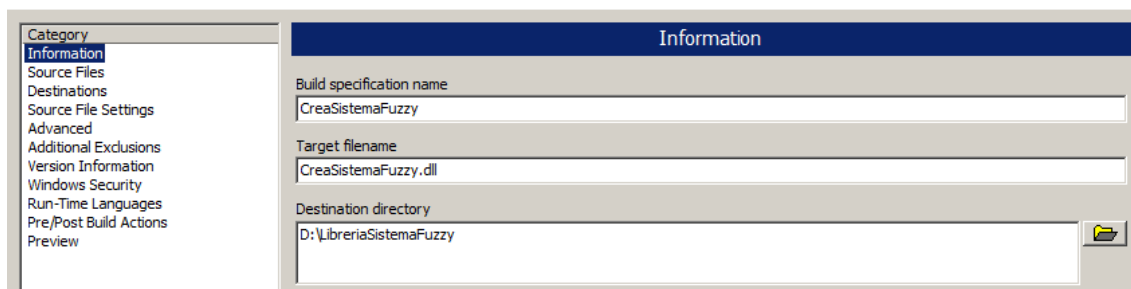 Category
Information
Source Files
Destinations
Source File Settings
Advanced
Additional Exclusions
Version Information
Windows Security
Run-Time Languages
Pre/Post Build Actions
Preview
Information
Build specification name
CreaSistemaFuzzy
Target filename
CreaSistemaFuzzy.dll
Destination directory
D:\LibreriaSistemaFuzzy